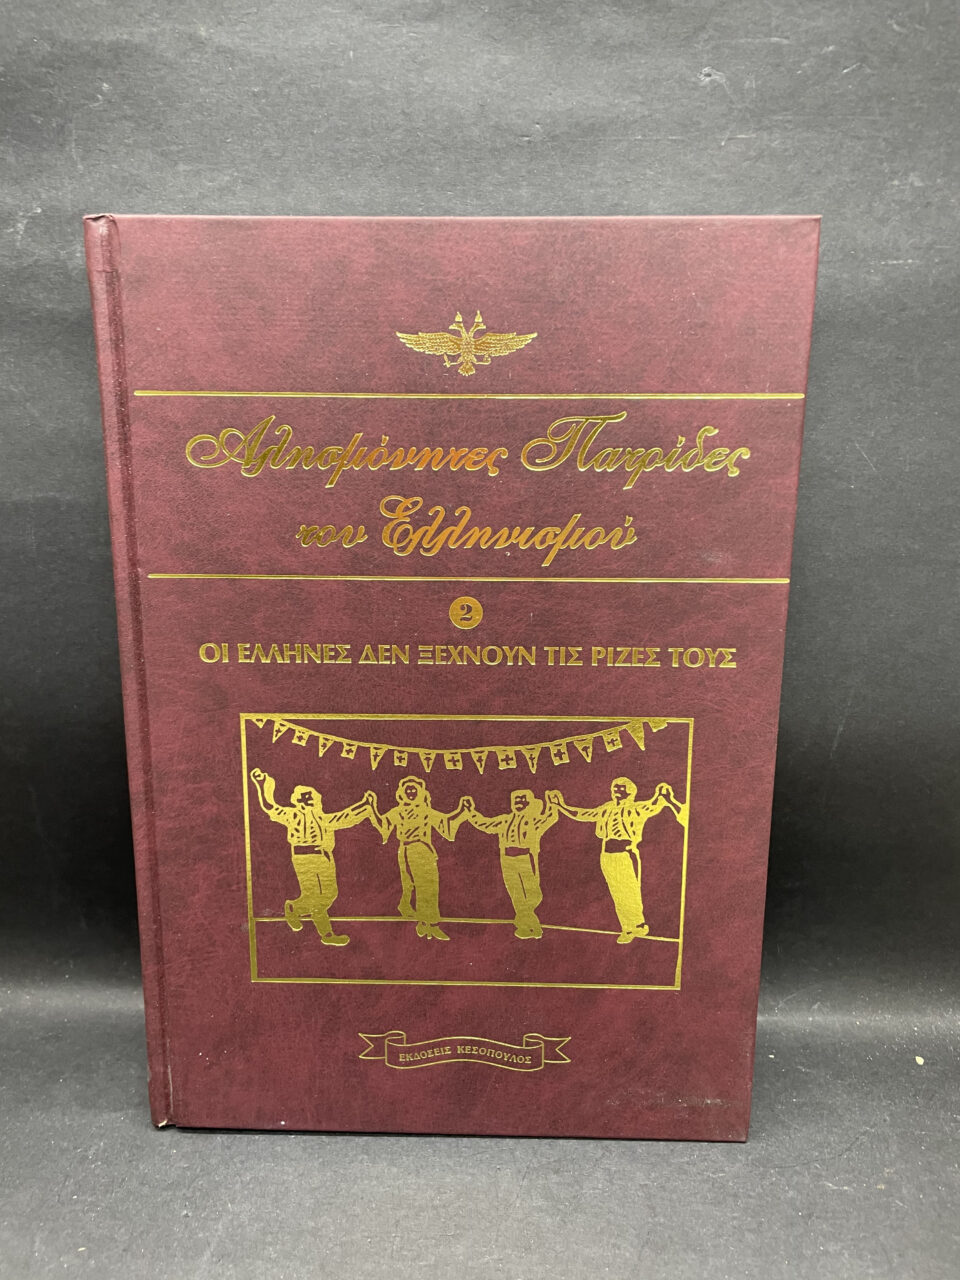 Αλησμόνητες Πατρίδες
του Ελληνισμού
2
ΟΙ ΕΛΛΗΝΕΣ ΔΕΝ ΞΕΧΝΟΥΝ ΤΙΣ ΡΙΖΕΣ ΤΟΥΣ
ΕΚΔΟΣΕΙΣ ΚΕΣΟΠΟΥΛΟΣ